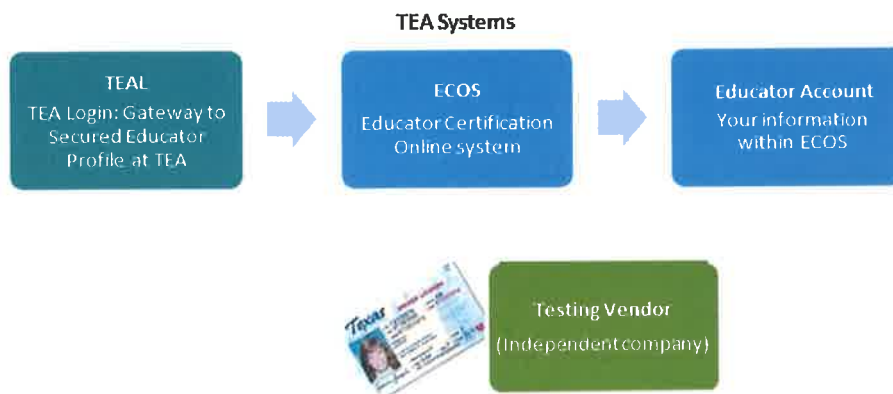 TEA Systems
TEAL
TEA Login: Gateway to
Secured Educator
Profile at TEA
ECOS
Educator Certification
Online system
Educator Account
Your information
within ECOS
Texas
Testing Vendor
(Independent company)